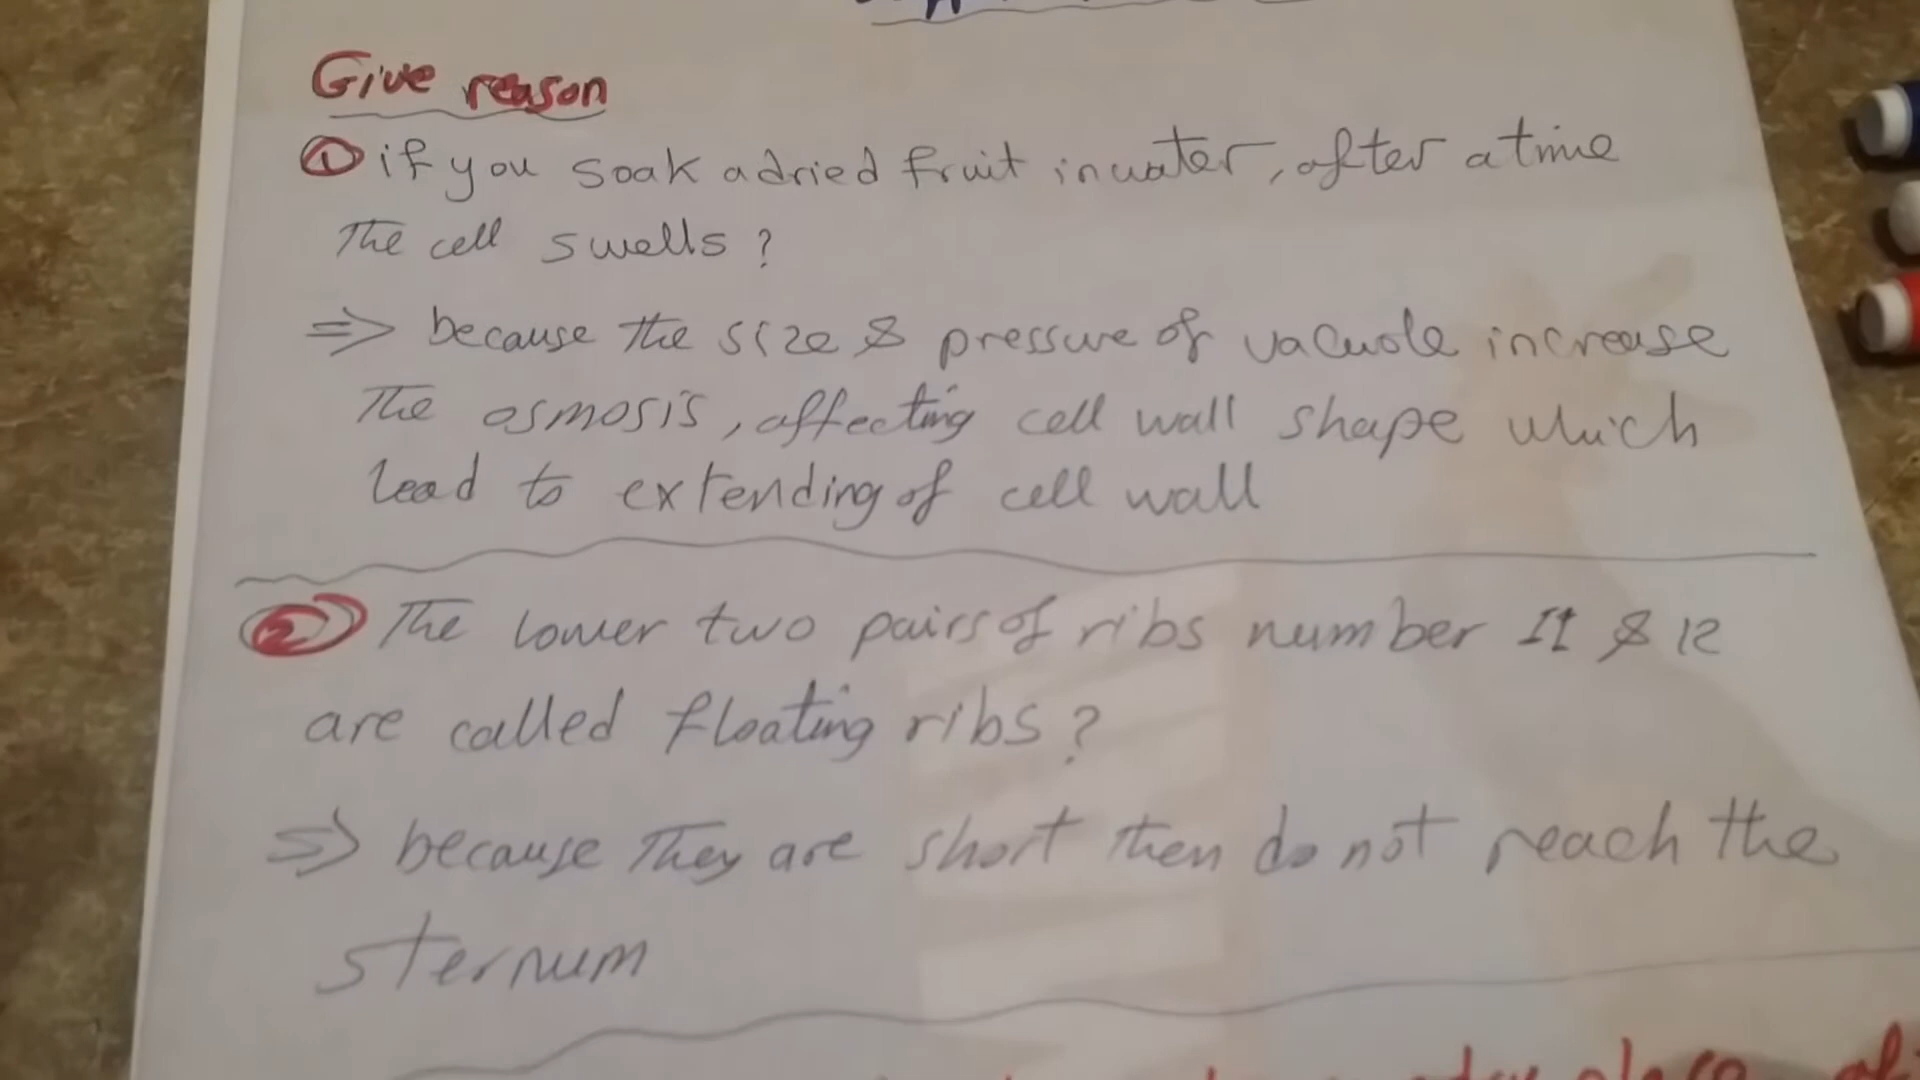 Give reason
① if you soak a dried fruit in water, after a time
The cell swells?
⇒ because the size & pressure of vacuole increase
The osmosis, affecting cell wall shape which
lead to extending of cell wall
② The lower two pairs of ribs number 11 & 12
are called floating ribs?
⇒ because They are short then do not reach the
sternum